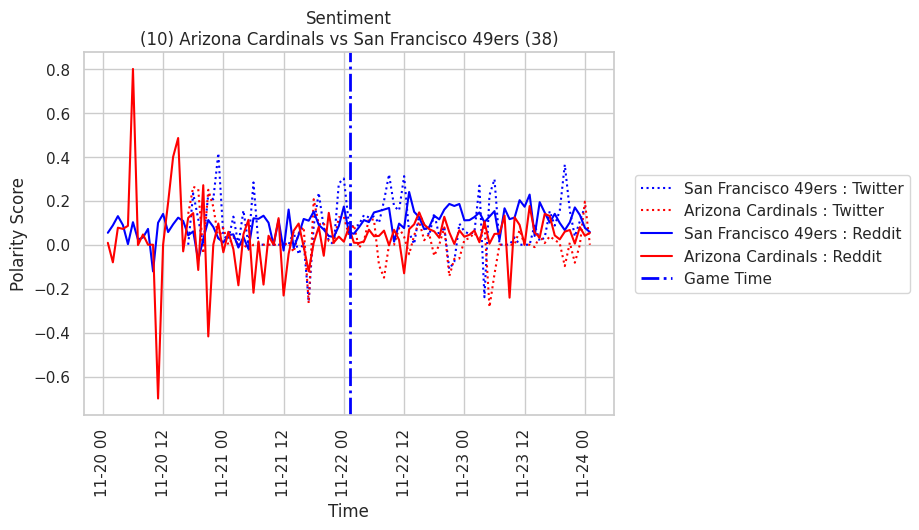 Sentiment
(10) Arizona Cardinals vs San Francisco 49ers (38)
Polarity Score
0.8
0.6
0.4
0.2
0.0
−0.2
−0.4
−0.6
11-20 00
11-20 12
11-21 00
11-21 12
11-22 00
11-22 12
11-23 00
11-23 12
11-24 00
Time
San Francisco 49ers : Twitter
Arizona Cardinals : Twitter
San Francisco 49ers : Reddit
Arizona Cardinals : Reddit
Game Time